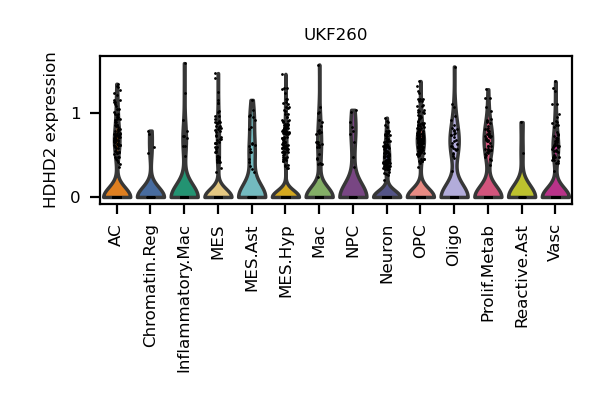 UKF260
HDHD2 expression
1
0
AC
Chromatin.Reg
Inflammatory.Mac
MES
MES.Ast
MES.Hyp
Mac
NPC
Neuron
OPC
Oligo
Prolif.Metab
Reactive.Ast
Vasc